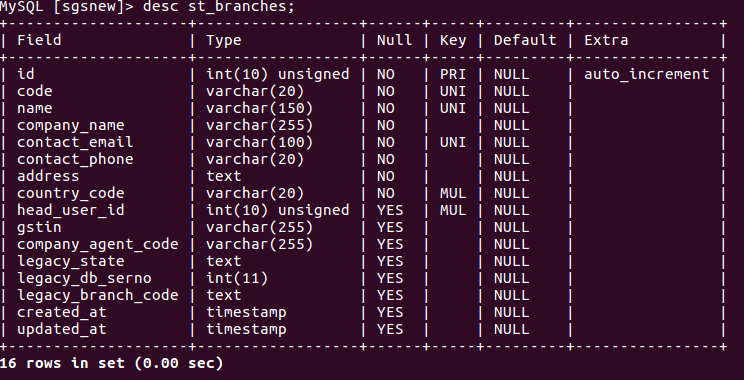 MySQL [sgsnew]> desc st_branches;
+---------------------+------------------+------+-----+---------+----------------+
| Field               | Type             | Null | Key | Default | Extra          |
+---------------------+------------------+------+-----+---------+----------------+
| id                  | int(10) unsigned | NO   | PRI | NULL    | auto_increment |
| code                | varchar(20)      | NO   | UNI | NULL    |                |
| name                | varchar(150)     | NO   | UNI | NULL    |                |
| company_name        | varchar(255)     | NO   |     | NULL    |                |
| contact_email       | varchar(100)     | NO   | UNI | NULL    |                |
| contact_phone       | varchar(20)      | NO   |     | NULL    |                |
| address             | text             | NO   |     | NULL    |                |
| country_code        | varchar(20)      | NO   | MUL | NULL    |                |
| head_user_id        | int(10) unsigned | YES  | MUL | NULL    |                |
| gstin               | varchar(255)     | YES  |     | NULL    |                |
| company_agent_code  | varchar(255)     | YES  |     | NULL    |                |
| legacy_state        | text             | YES  |     | NULL    |                |
| legacy_db_serno     | int(11)          | YES  |     | NULL    |                |
| legacy_branch_code  | text             | YES  |     | NULL    |                |
| created_at          | timestamp        | YES  |     | NULL    |                |
| updated_at          | timestamp        | YES  |     | NULL    |                |
+---------------------+------------------+------+-----+---------+----------------+
16 rows in set (0.00 sec)